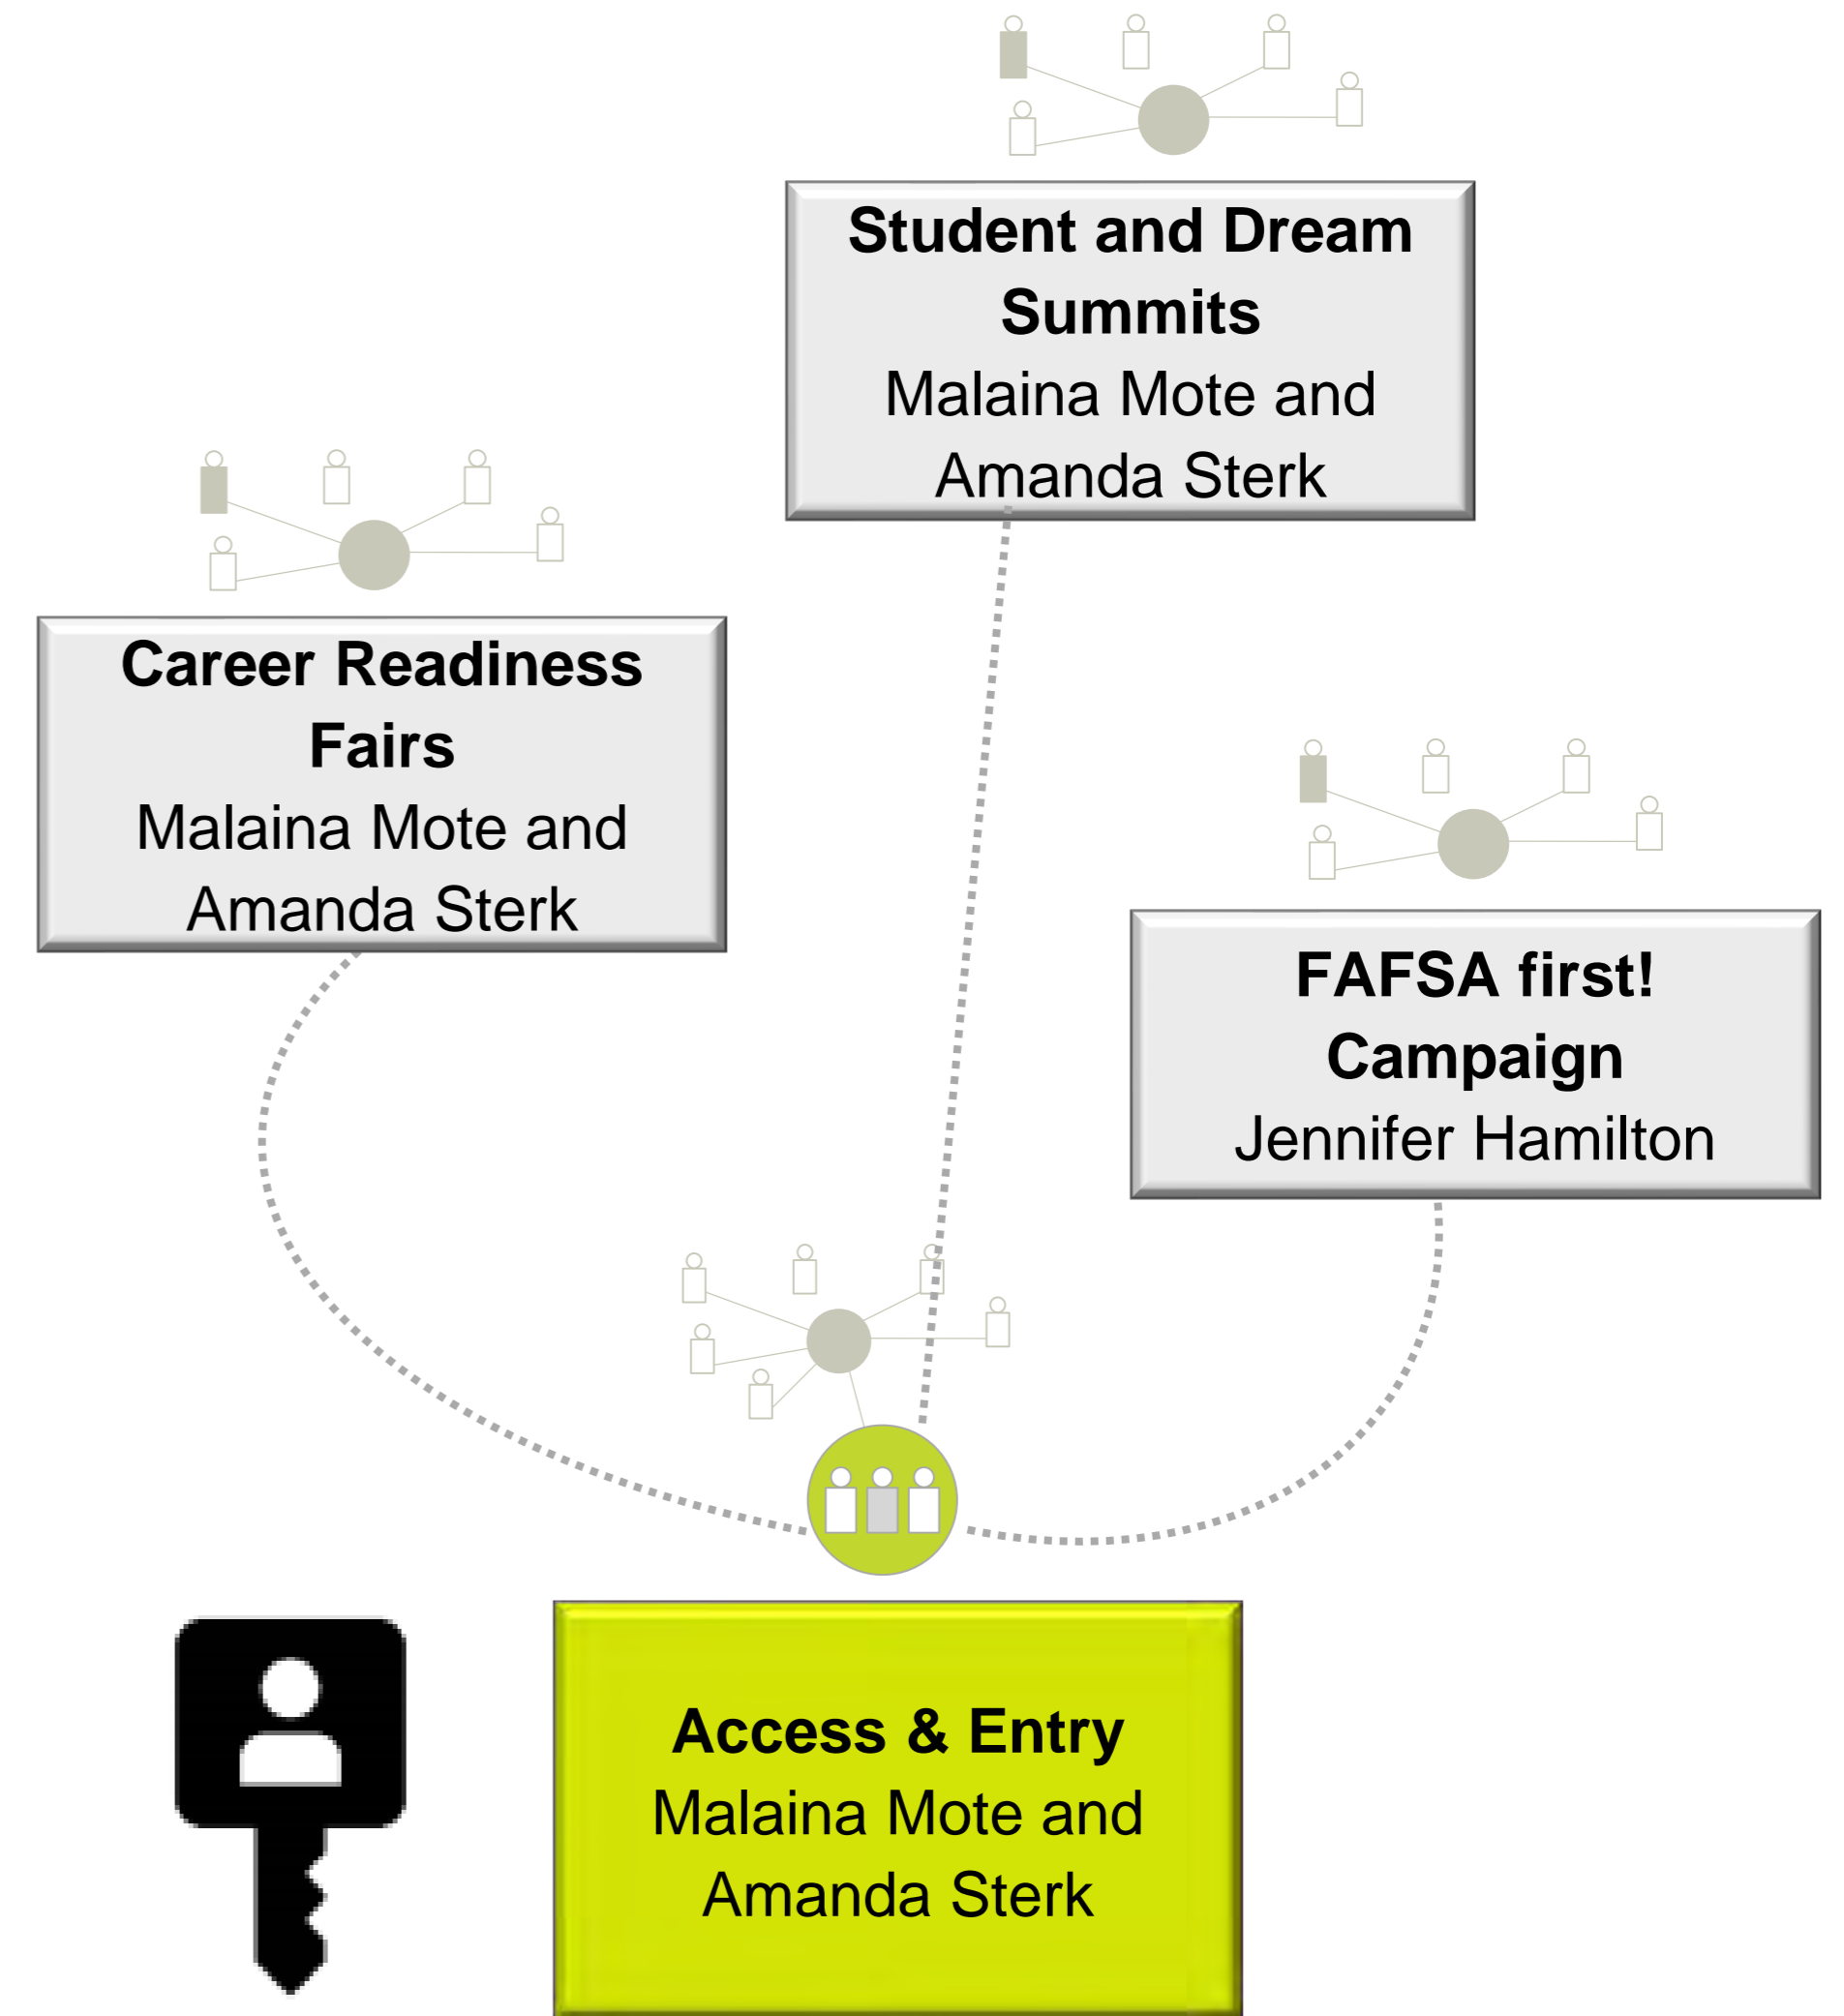 Student and Dream
Summits
Malaina Mote and
Amanda Sterk
Career Readiness
Fairs
Malaina Mote and
Amanda Sterk
FAFSA first!
Campaign
Jennifer Hamilton
Access & Entry
Malaina Mote and
Amanda Sterk